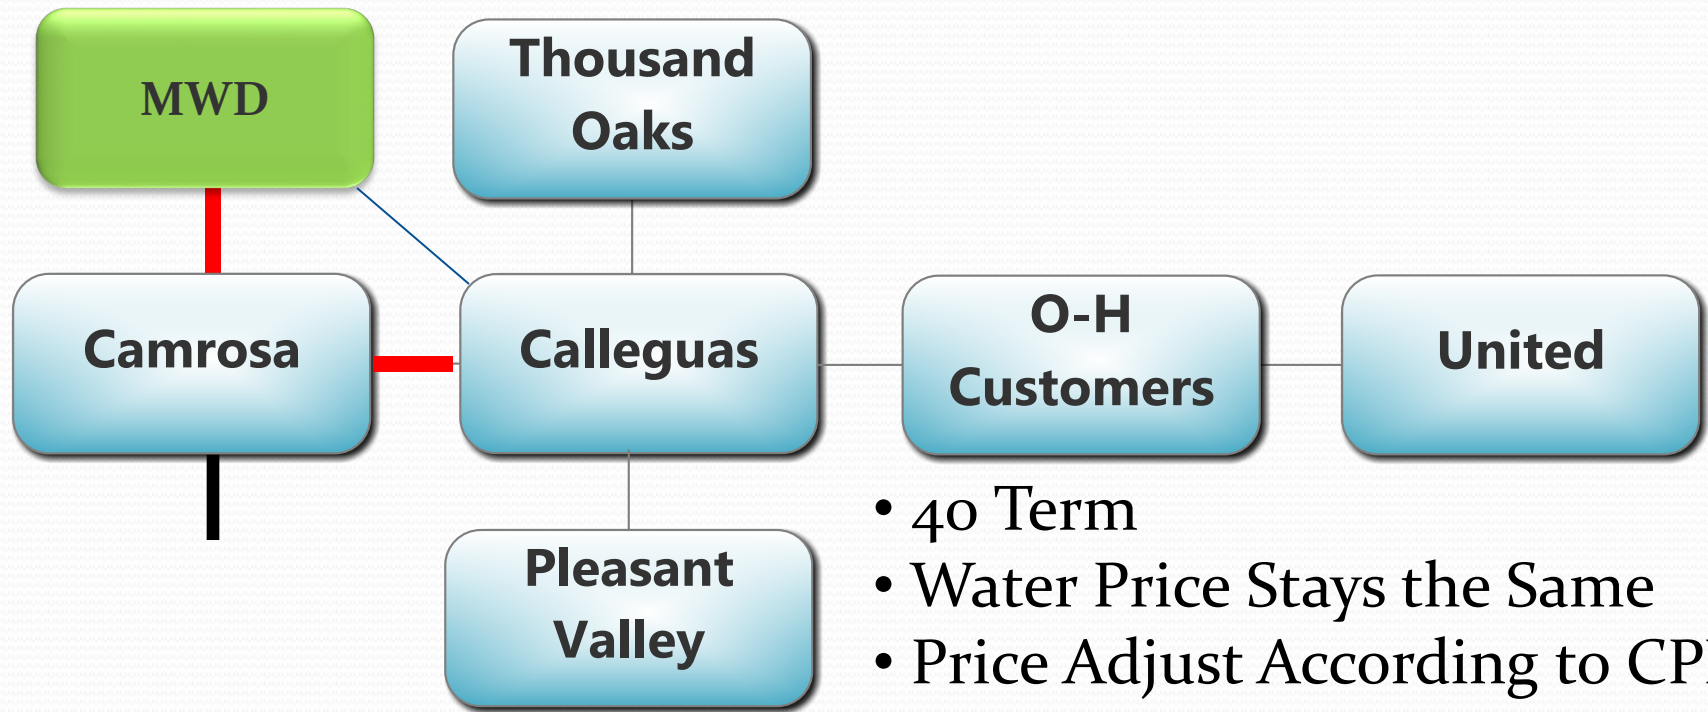 MWD
Thousand
Oaks
Camrosa
Calleguas
O-H
Customers
United
Pleasant
Valley
• 40 Term
• Water Price Stays the Same
• Price Adjust According to CPI